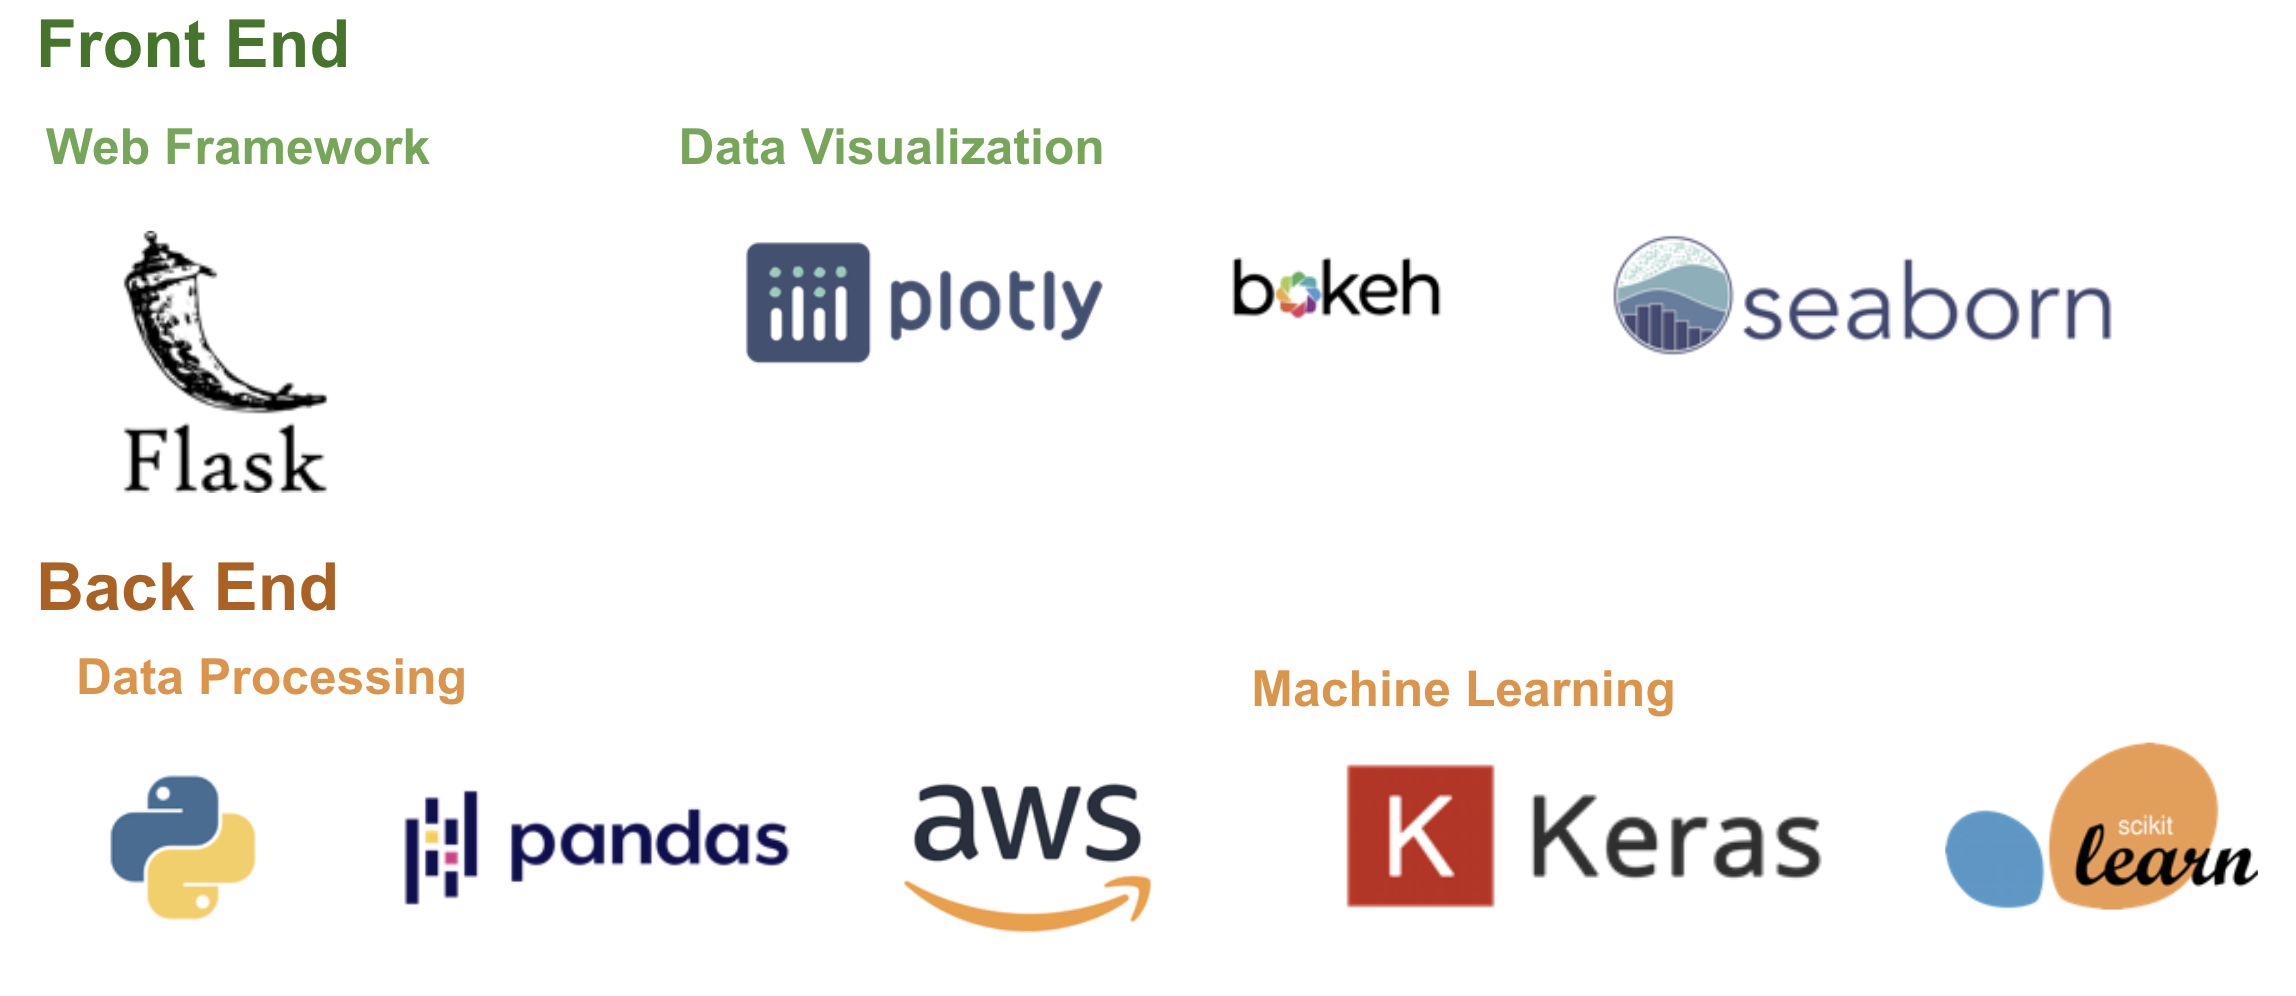 Front End
Web Framework
Data Visualization
Flask
plotly
bokeh
seaborn
Back End
Data Processing
Machine Learning
pandas
aws
K Keras
scikit
learn